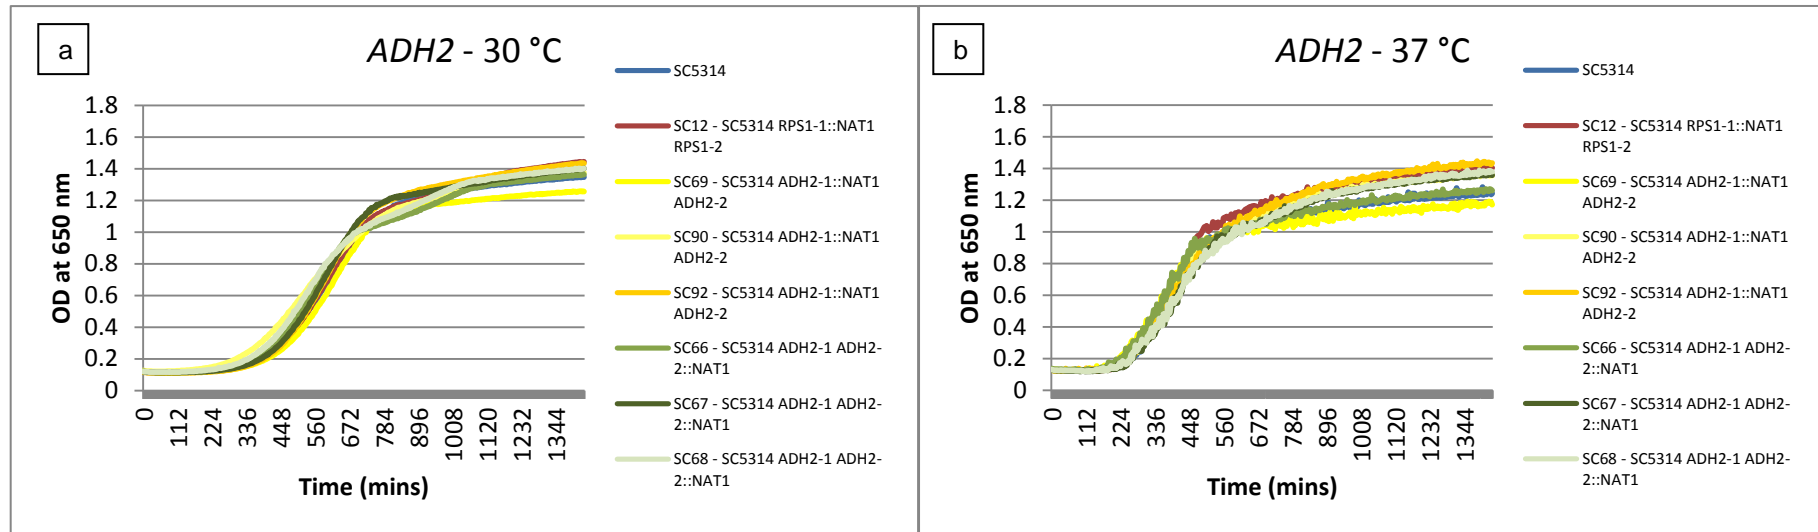 a
ADH2 - 30 °C
OD at 650 nm
1.8
1.6
1.4
1.2
1
0.8
0.6
0.4
0.2
0
0
112
224
336
448
560
672
784
896
1008
1120
1232
1344
Time (mins)
SC5314
SC12 - SC5314 RPS1-1::NAT1
RPS1-2
SC69 - SC5314 ADH2-1::NAT1
ADH2-2
SC90 - SC5314 ADH2-1::NAT1
ADH2-2
SC92 - SC5314 ADH2-1::NAT1
ADH2-2
SC66 - SC5314 ADH2-1 ADH2-
2::NAT1
SC67 - SC5314 ADH2-1 ADH2-
2::NAT1
SC68 - SC5314 ADH2-1 ADH2-
2::NAT1
b
ADH2 - 37 °C
OD at 650 nm
1.8
1.6
1.4
1.2
1
0.8
0.6
0.4
0.2
0
0
112
224
336
448
560
672
784
896
1008
1120
1232
1344
Time (mins)
SC5314
SC12 - SC5314 RPS1-1::NAT1
RPS1-2
SC69 - SC5314 ADH2-1::NAT1
ADH2-2
SC90 - SC5314 ADH2-1::NAT1
ADH2-2
SC92 - SC5314 ADH2-1::NAT1
ADH2-2
SC66 - SC5314 ADH2-1 ADH2-
2::NAT1
SC67 - SC5314 ADH2-1 ADH2-
2::NAT1
SC68 - SC5314 ADH2-1 ADH2-
2::NAT1